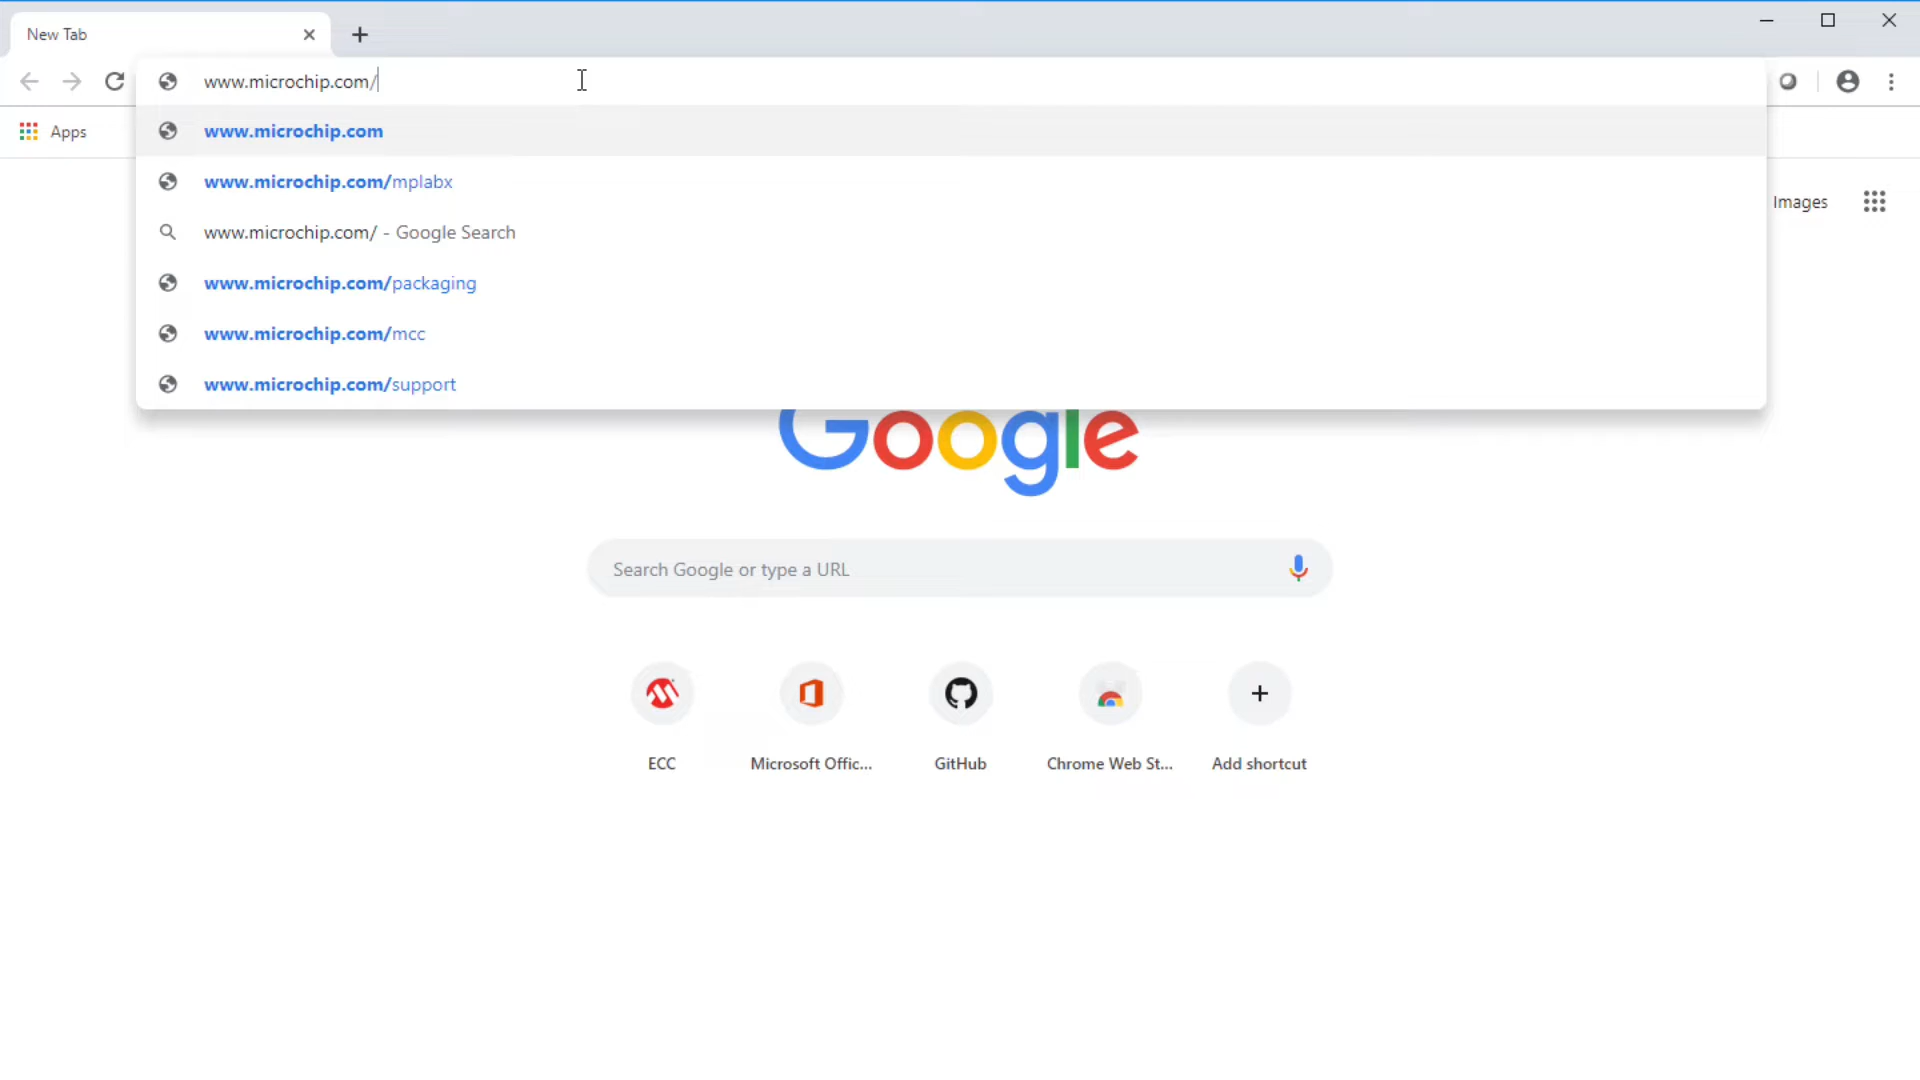 New Tab
www.microchip.com/
Apps
www.microchip.com
www.microchip.com/mplabx
Images
www.microchip.com/ - Google Search
www.microchip.com/packaging
www.microchip.com/mcc
www.microchip.com/support
Google
Search Google or type a URL
ECC
Microsoft Offic...
GitHub
Chrome Web St...
Add shortcut